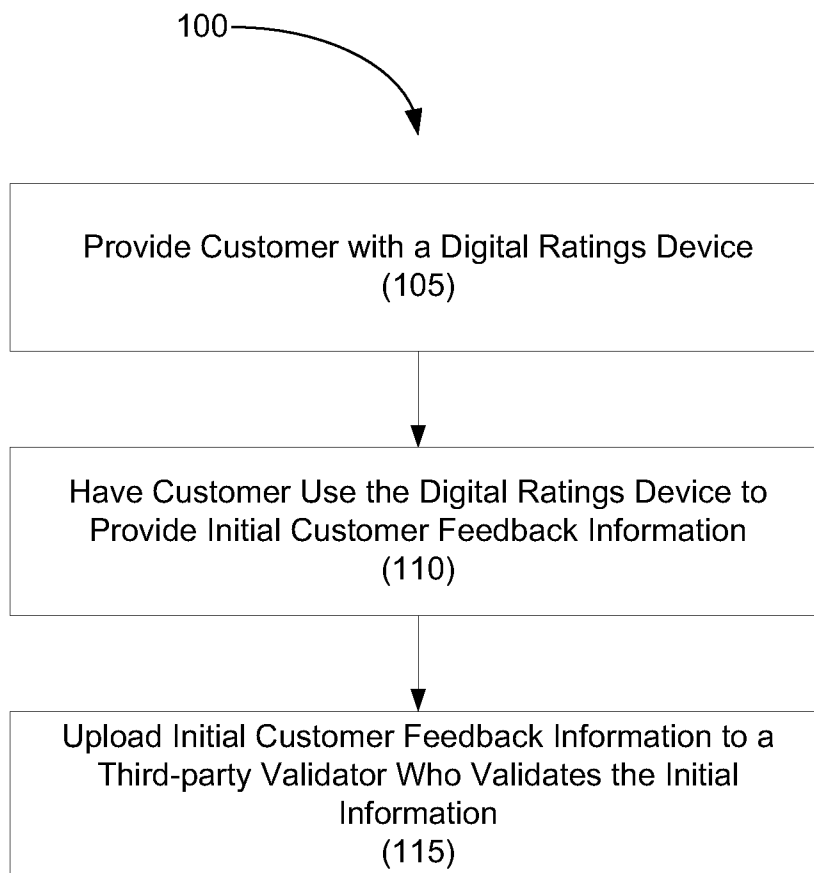 100
Provide Customer with a Digital Ratings Device
(105)
Have Customer Use the Digital Ratings Device to
Provide Initial Customer Feedback Information
(110)
Upload Initial Customer Feedback Information to a
Third-party Validator Who Validates the Initial
Information
(115)